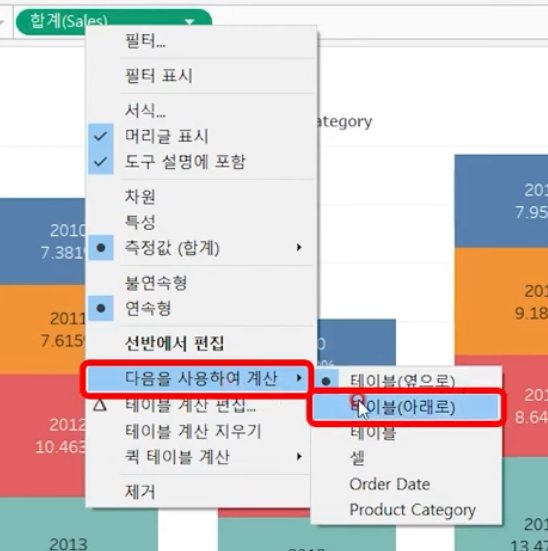 합계(Sales)
필터...
필터 표시
서식...
머리글 표시
도구 설명에 포함
차원
특성
측정값 (합계)
불연속형
연속형
선반에서 편집
다음을 사용하여 계산
테이블 계산 편집...
테이블 계산 지우기
퀵 테이블 계산
제거
테이블(옆으로)
테이블(아래로)
테이블
셀
Order Date
Product Category
ategory
2010
7.381
2011
7.615
2012
10.463
2013
0
%
2013
201
7.95
201
9.18
201
8.64
201
13.47